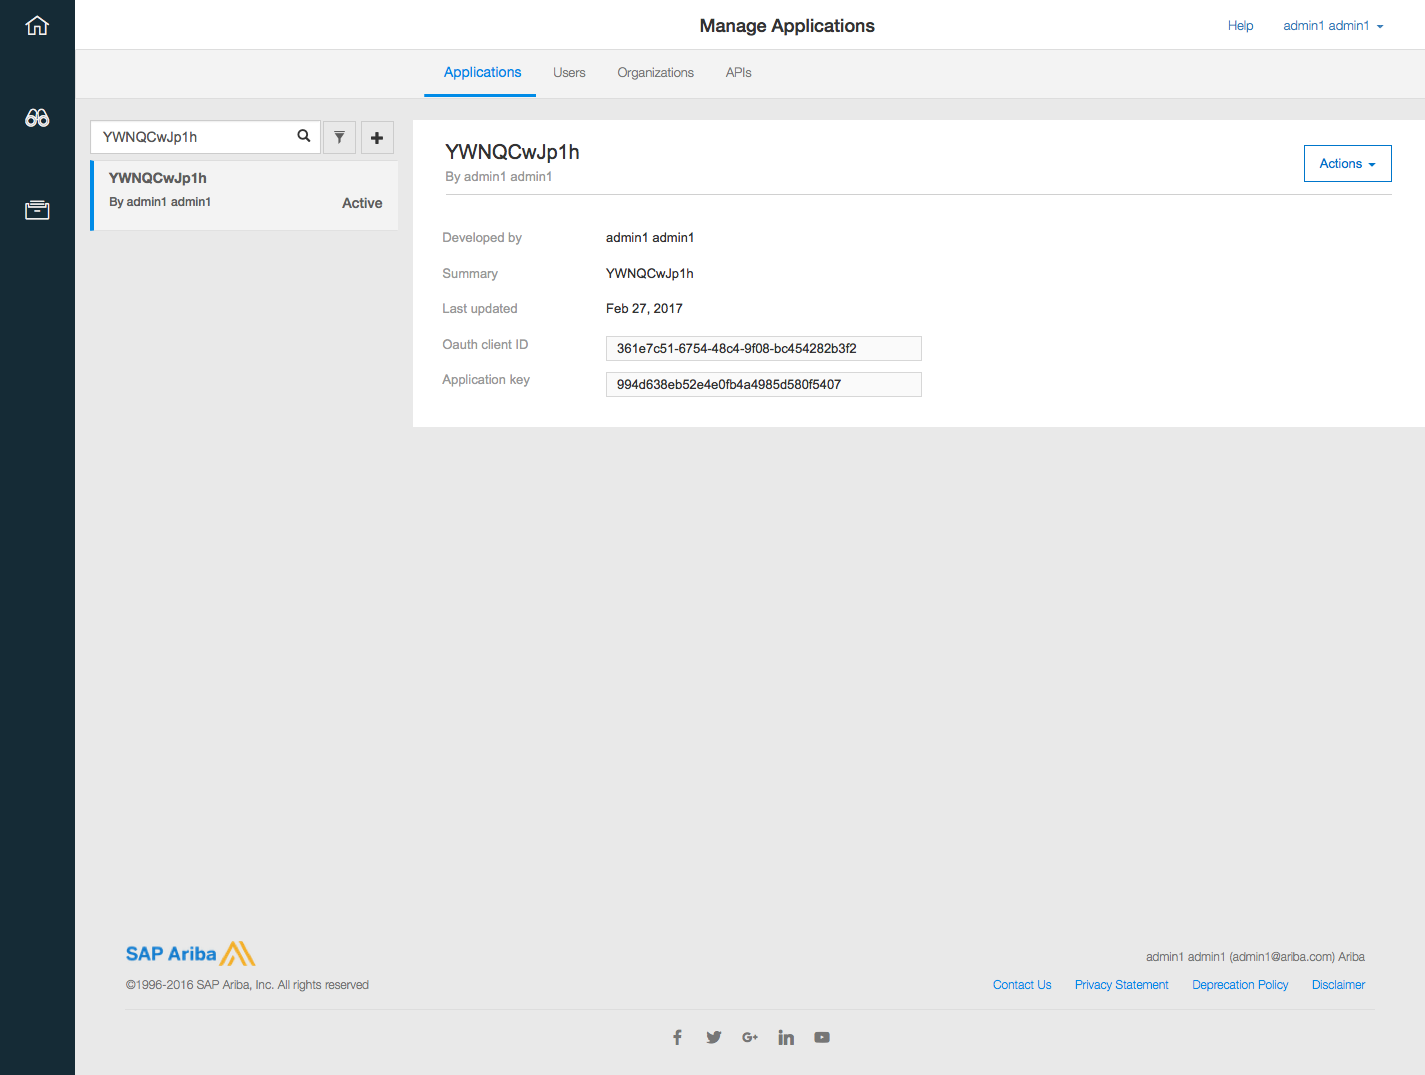 Manage Applications
Help
admin1 admin1
Applications
Users
Organizations
APIs
YWNQCwJp1h
YWNQCwJp1h
By admin1 admin1
Active
YWNQCwJp1h
By admin1 admin1
Actions
Developed by
admin1 admin1
Summary
YWNQCwJp1h
Last updated
Feb 27, 2017
Oauth client ID
361e7c51-6754-48c4-9f08-bc454282b3f2
Application key
994d638eb52e4e0fb4a4985d580f5407
SAP Ariba
admin1 admin1 (admin1@ariba.com) Ariba
©1996-2016 SAP Ariba, Inc. All rights reserved
Contact Us
Privacy Statement
Deprecation Policy
Disclaimer